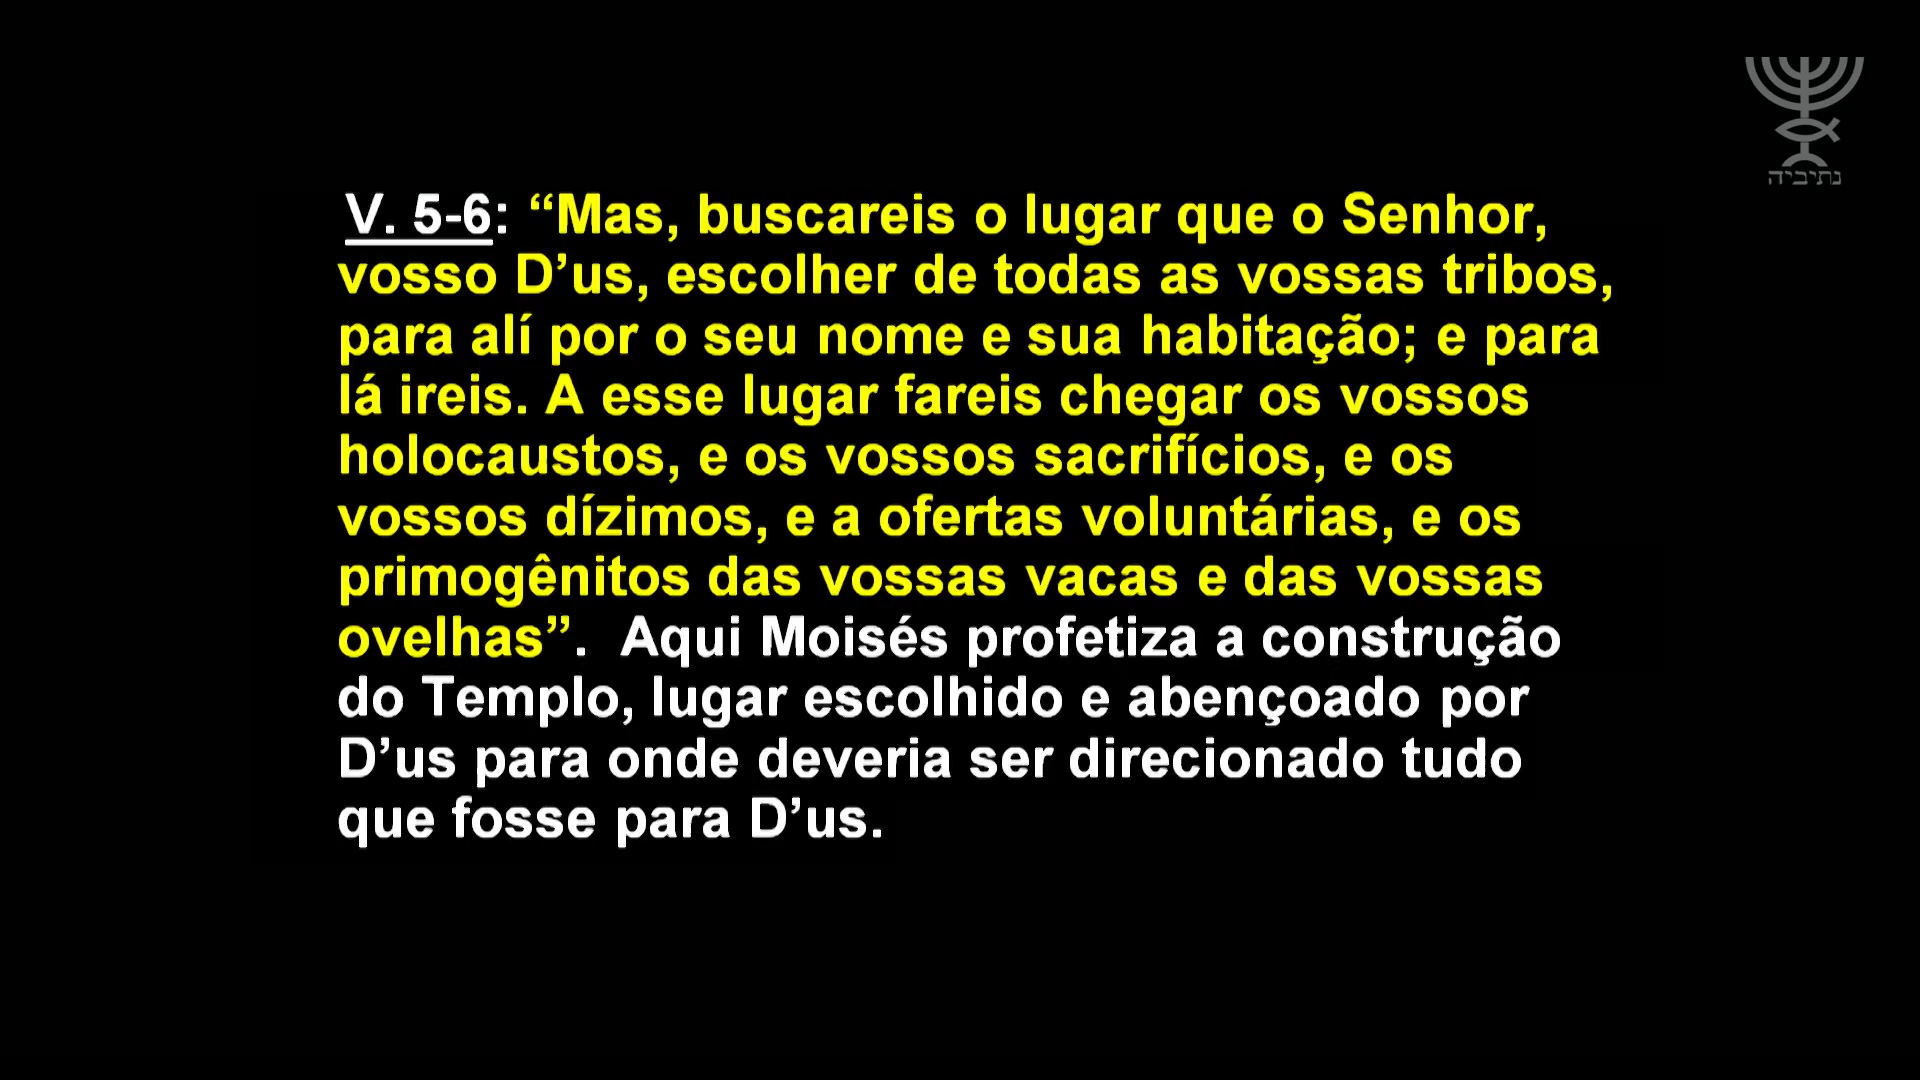 נתיביה
V. 5-6: “Mas, buscareis o lugar que o Senhor,
vosso D’us, escolher de todas as vossas tribos,
para alí por o seu nome e sua habitação; e para
lá ireis. A esse lugar fareis chegar os vossos
holocaustos, e os vossos sacrifícios, e os
vossos dízimos, e a ofertas voluntárias, e os
primogênitos das vossas vacas e das vossas
ovelhas”.  Aqui Moisés profetiza a construção
do Templo, lugar escolhido e abençoado por
D’us para onde deveria ser direcionado tudo
que fosse para D’us.